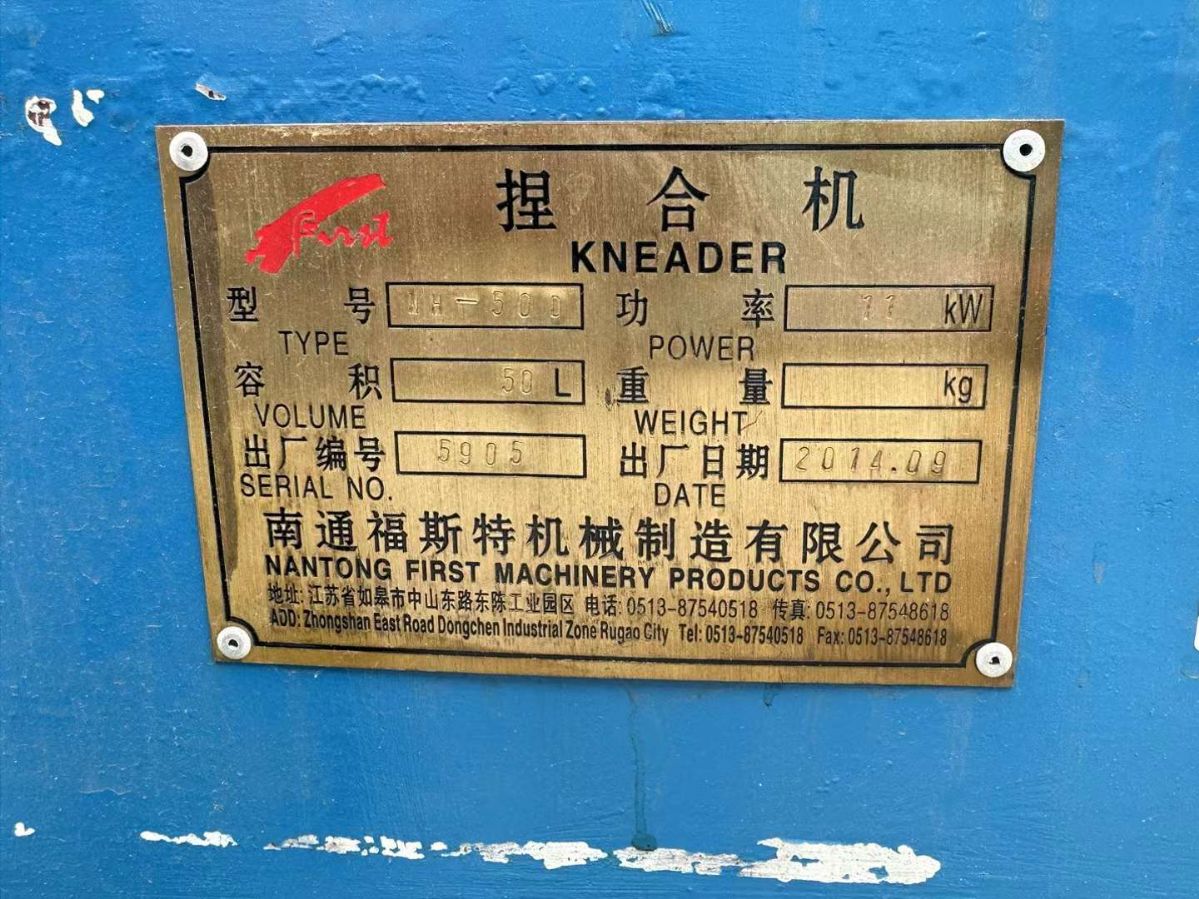 First
捏合机
KNEADER
型号 NH-500 功率 11 kW
TYPE POWER
容积 50 L 重量 kg
VOLUME WEIGHT
出厂编号 5905 出厂日期 2014.09
SERIAL NO. DATE
南通福斯特机械制造有限公司
NANTONG FIRST MACHINERY PRODUCTS CO., LTD
地址: 江苏省如皋市中山东路东陈工业园区 电话: 0513-87540518 传真: 0513-87548618
ADD: Zhongshan East Road Dongchen Industrial Zone Rugao City Tel: 0513-87540518 Fax: 0513-87548618